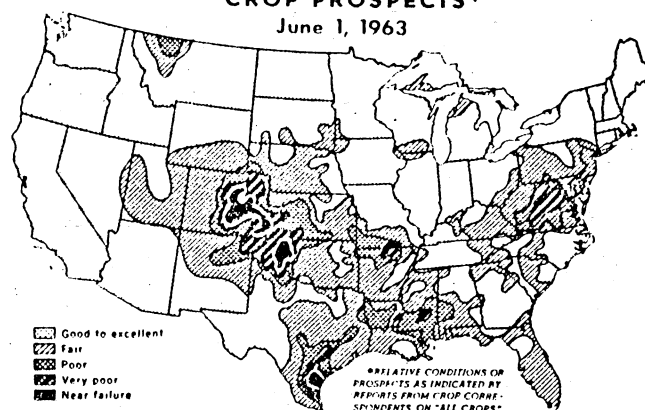 CROP PROSPECTS*
June 1, 1963
Good to excellent
Fair
Poor
Very poor
Near failure
*RELATIVE CONDITIONS OR
PROSPECTS AS INDICATED BY
REPORTS FROM CROP CORRE-
SPONDENTS ON "ALL CROPS"